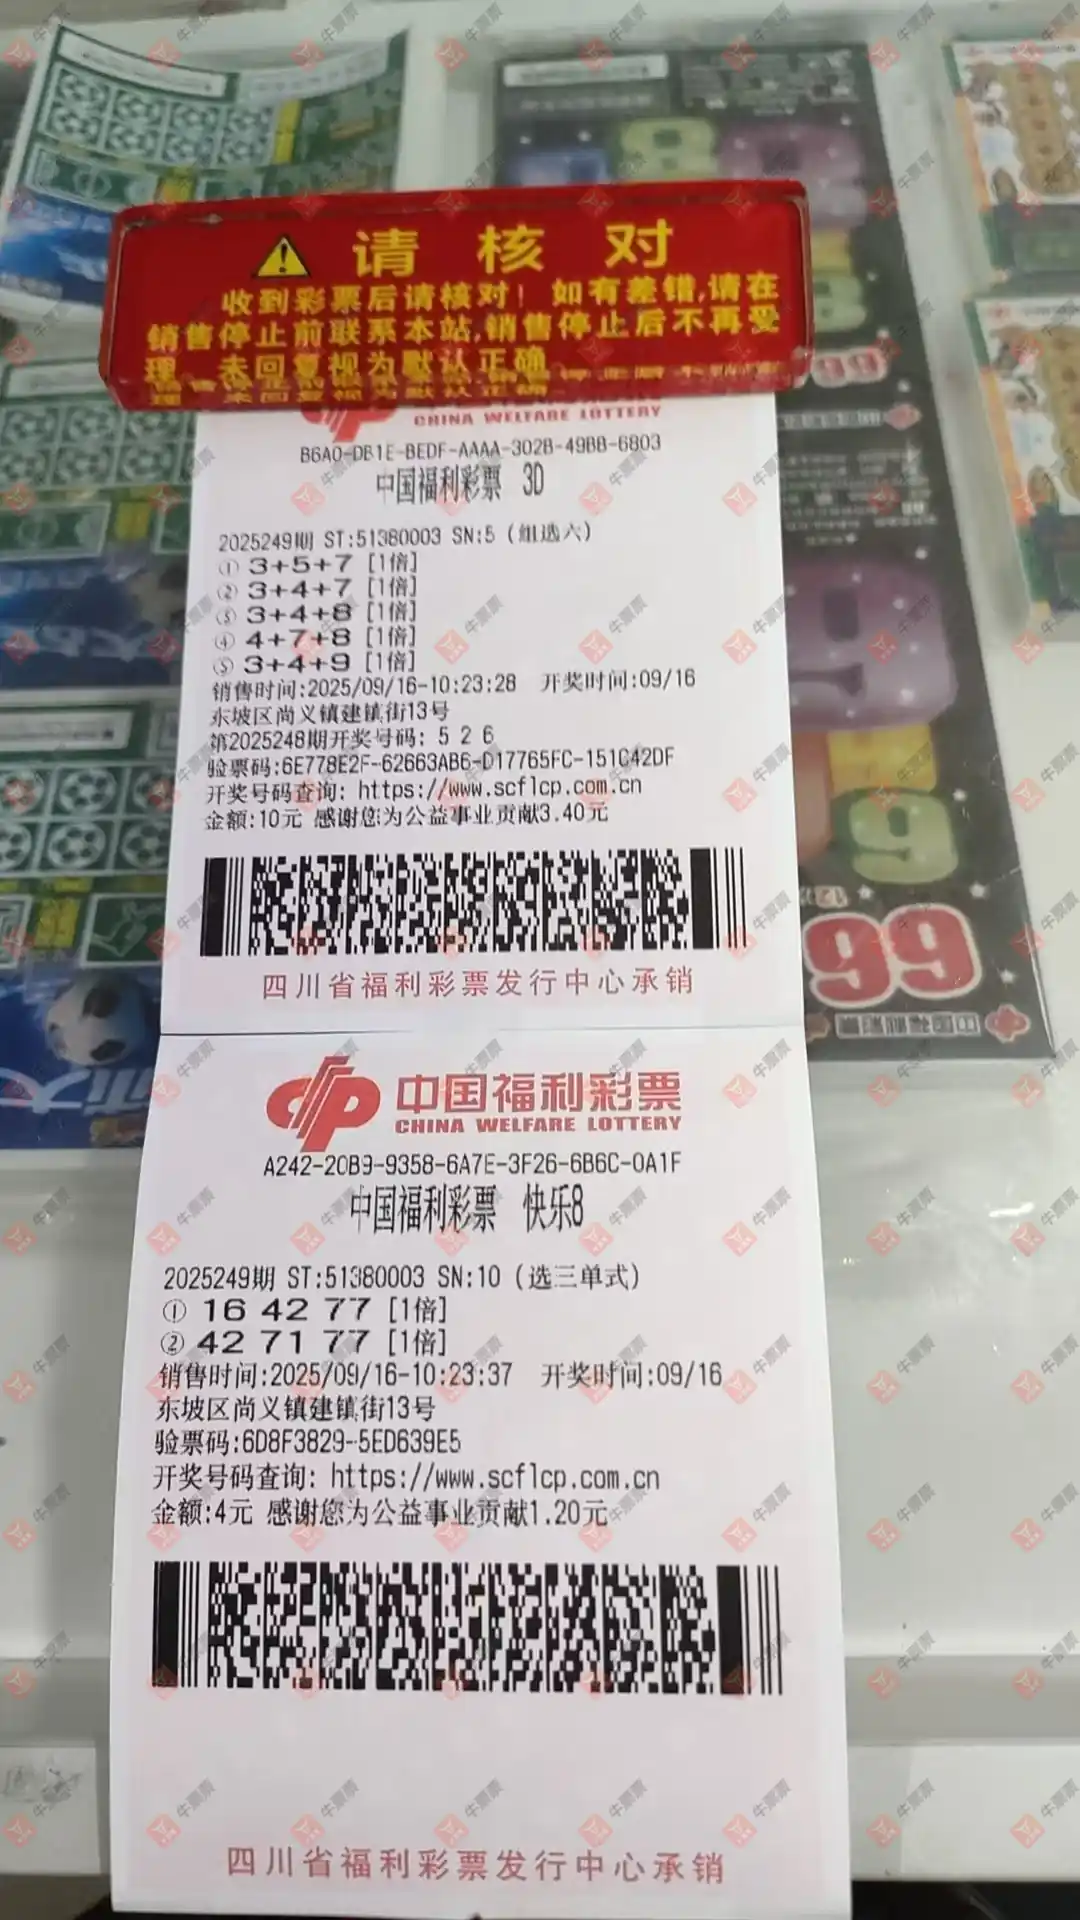 请核对
收到彩票后请核对！如有差错,请在
销售停止前联系本站,销售停止后不再受
理，未回复视为默认正确
CHINA WELFARE LOTTERY
B6A0-DB1E-BEDF-AAAA-302B-49BB-6803
中国福利彩票 3D
2025249期 ST:51380003 SN:5 (组选六)
① 3+5+7 [1倍]
② 3+4+7 [1倍]
③ 3+4+8 [1倍]
④ 4+7+8 [1倍]
⑤ 3+4+9 [1倍]
销售时间:2025/09/16-10:23:28 开奖时间:09/16
东坡区尚义镇建镇街13号
第2025248期开奖号码: 5 2 6
验票码:6E778E2F-62663AB6-D17765FC-151C42DF
开奖号码查询: https://www.scflcp.com.cn
金额:10元 感谢您为公益事业贡献3.40元
四川省福利彩票发行中心承销
中国福利彩票
CHINA WELFARE LOTTERY
A242-20B9-9358-6A7E-3F26-6B6C-0A1F
中国福利彩票 快乐8
2025249期 ST:51380003 SN:10 (选三单式)
① 16 42 77 [1倍]
② 42 71 77 [1倍]
销售时间:2025/09/16-10:23:37 开奖时间:09/16
东坡区尚义镇建镇街13号
验票码:6D8F3829-5ED639E5
开奖号码查询: https://www.scflcp.com.cn
金额:4元 感谢您为公益事业贡献1.20元
四川省福利彩票发行中心承销
99
中国福利彩票
牛票票